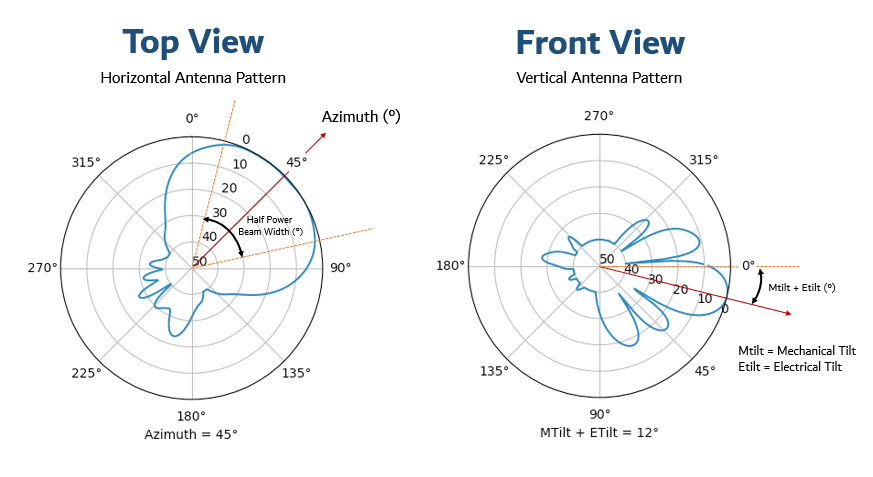 Top View
Horizontal Antenna Pattern
Azimuth (º)
0°
0
315°
45°
10
20
30
Half Power
Beam Width (º)
40
50
270°
90°
225°
135°
180°
Azimuth = 45°
Front View
Vertical Antenna Pattern
270°
225°
315°
180°
50
40
30
20
10
0
0°
Mtilt + Etilt (º)
Mtilt = Mechanical Tilt
Etilt = Electrical Tilt
135°
45°
90°
MTilt + ETilt = 12°